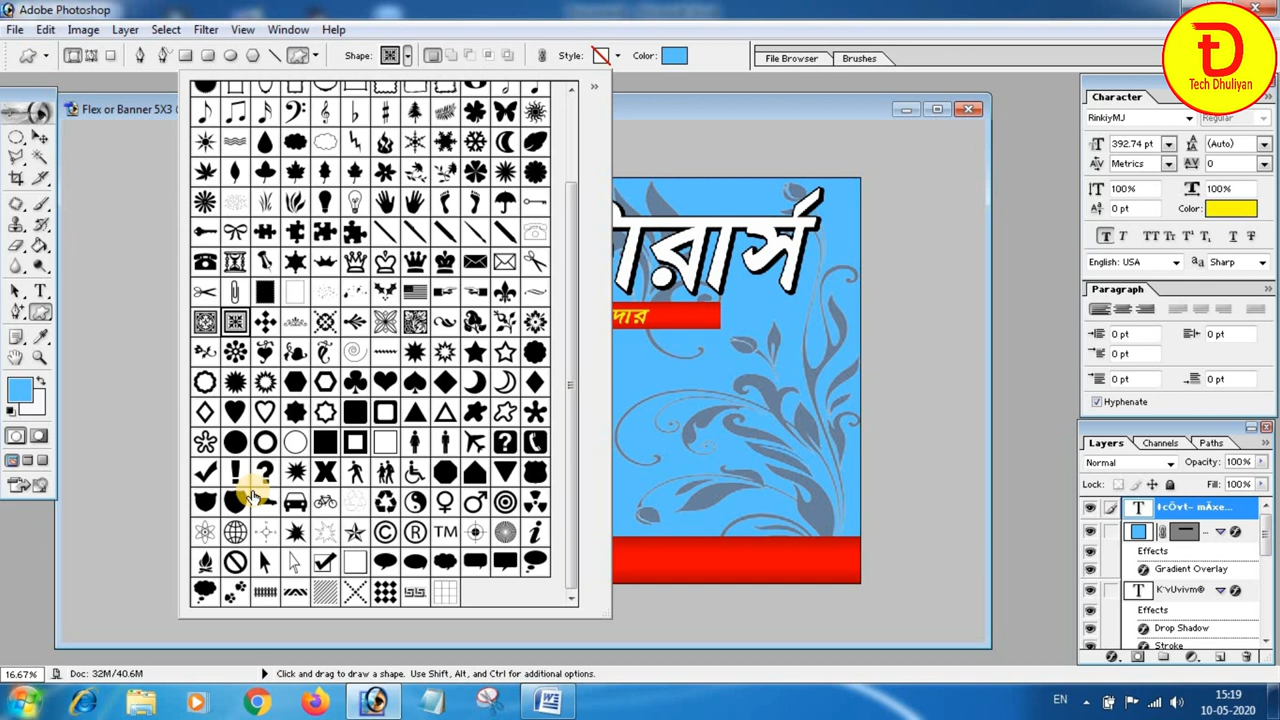 Adobe Photoshop
File Edit Image Layer Select Filter View Window Help
Shape: Style: Color: File Browser Brushes
Tech Dhuliyan
Flex or Banner 5X3
Character
RinkiyMJ Regular
392.74 pt (Auto)
Metrics 0
100% 100%
0 pt Color:
English: USA Sharp
Paragraph
0 pt 0 pt
0 pt
0 pt 0 pt
Hyphenate
Layers Channels Paths
Normal Opacity: 100%
Lock: Fill: 100%
Effects
Gradient Overlay
K¨vUvivm©
Effects
Drop Shadow
Stroke
TM
16.67% Doc: 32M/40.6M Click and drag to draw a shape. Use Shift, Alt, and Ctrl for additional options.
EN 15:19
10-05-2020